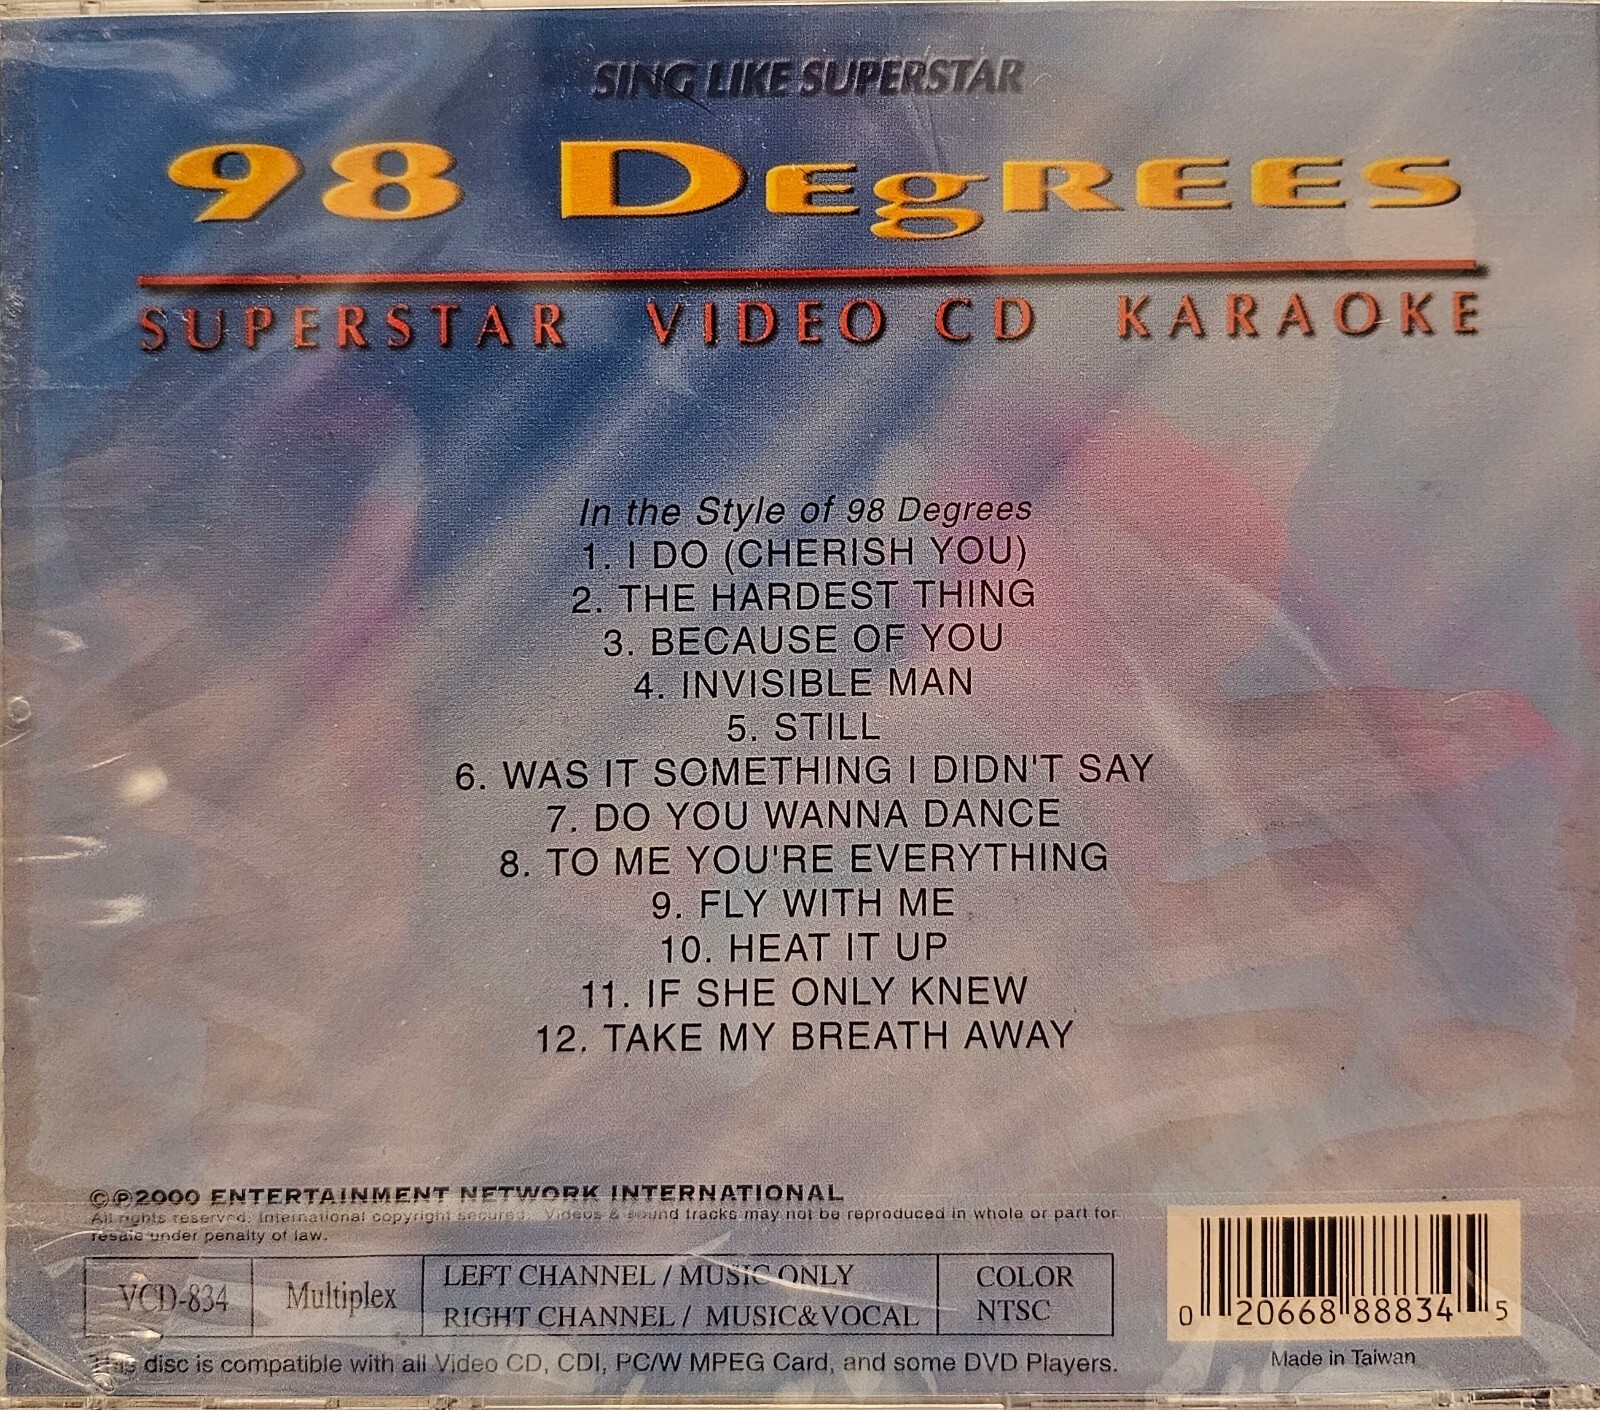 SING LIKE SUPERSTAR
98 DEgREES
SUPERSTAR VIDEO CD KARAOKE
In the Style of 98 Degrees
1. I DO (CHERISH YOU)
2. THE HARDEST THING
3. BECAUSE OF YOU
4. INVISIBLE MAN
5. STILL
6. WAS IT SOMETHING I DIDN'T SAY
7. DO YOU WANNA DANCE
8. TO ME YOU'RE EVERYTHING
9. FLY WITH ME
10. HEAT IT UP
11. IF SHE ONLY KNEW
12. TAKE MY BREATH AWAY
©℗2000 ENTERTAINMENT NETWORK INTERNATIONAL
All rights reserved. International copyright secured. Videos & sound tracks may not be reproduced in whole or part for
resale under penalty of law.
VCD-834 Multiplex LEFT CHANNEL / MUSIC ONLY COLOR
RIGHT CHANNEL / MUSIC&VOCAL NTSC
This disc is compatible with all Video CD, CDI, PC/W MPEG Card, and some DVD Players.
0 20668 88834 5
Made in Taiwan